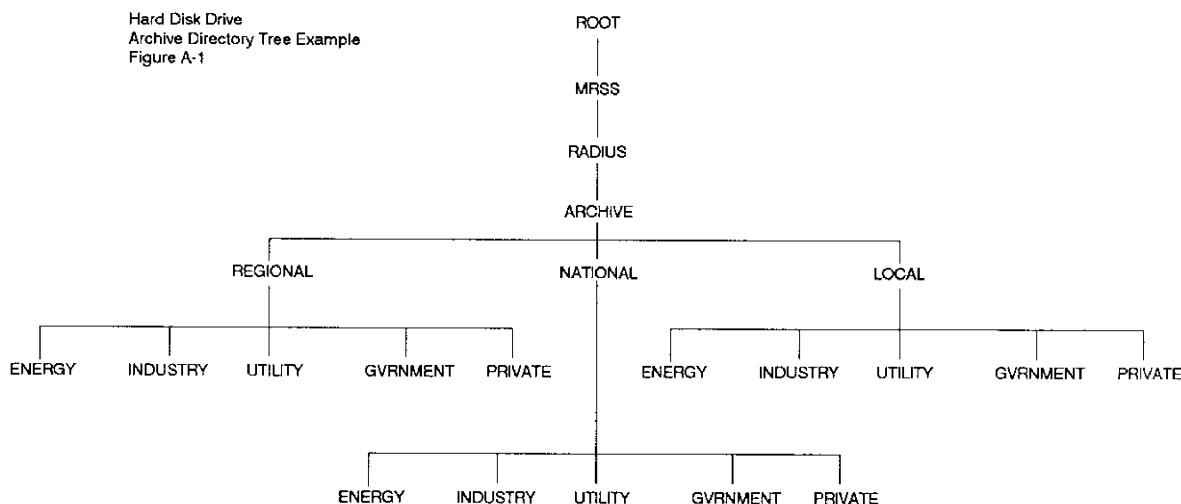 Hard Disk Drive
Archive Directory Tree Example
Figure A-1
ROOT
MRSS
RADIUS
ARCHIVE
REGIONAL NATIONAL LOCAL
ENERGY INDUSTRY UTILITY GVRNMENT PRIVATE ENERGY INDUSTRY UTILITY GVRNMENT PRIVATE
ENERGY INDUSTRY UTILITY GVRNMENT PRIVATE